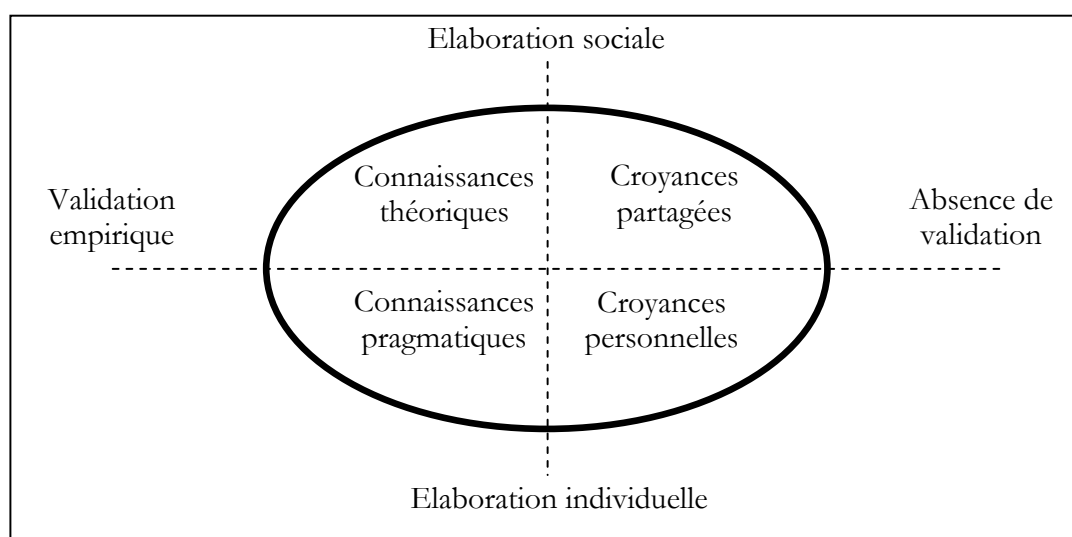 Elaboration sociale
Connaissances
théoriques
Croyances
partagées
Validation
empirique
Absence de
validation
Connaissances
pragmatiques
Croyances
personnelles
Elaboration individuelle